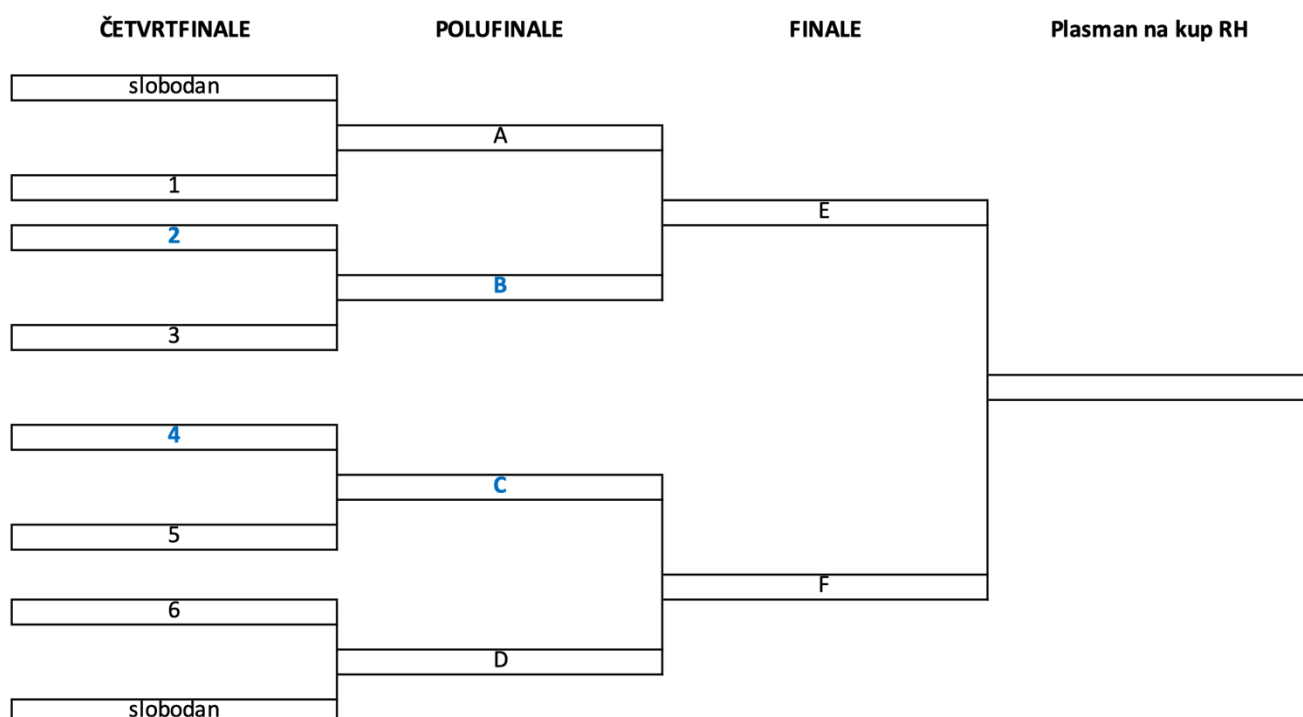 ČETVRTFINALE POLUFINALE FINALE Plasman na kup RH
slobodan
A
1
E
2
B
3
4
C
5
F
6
D
slobodan